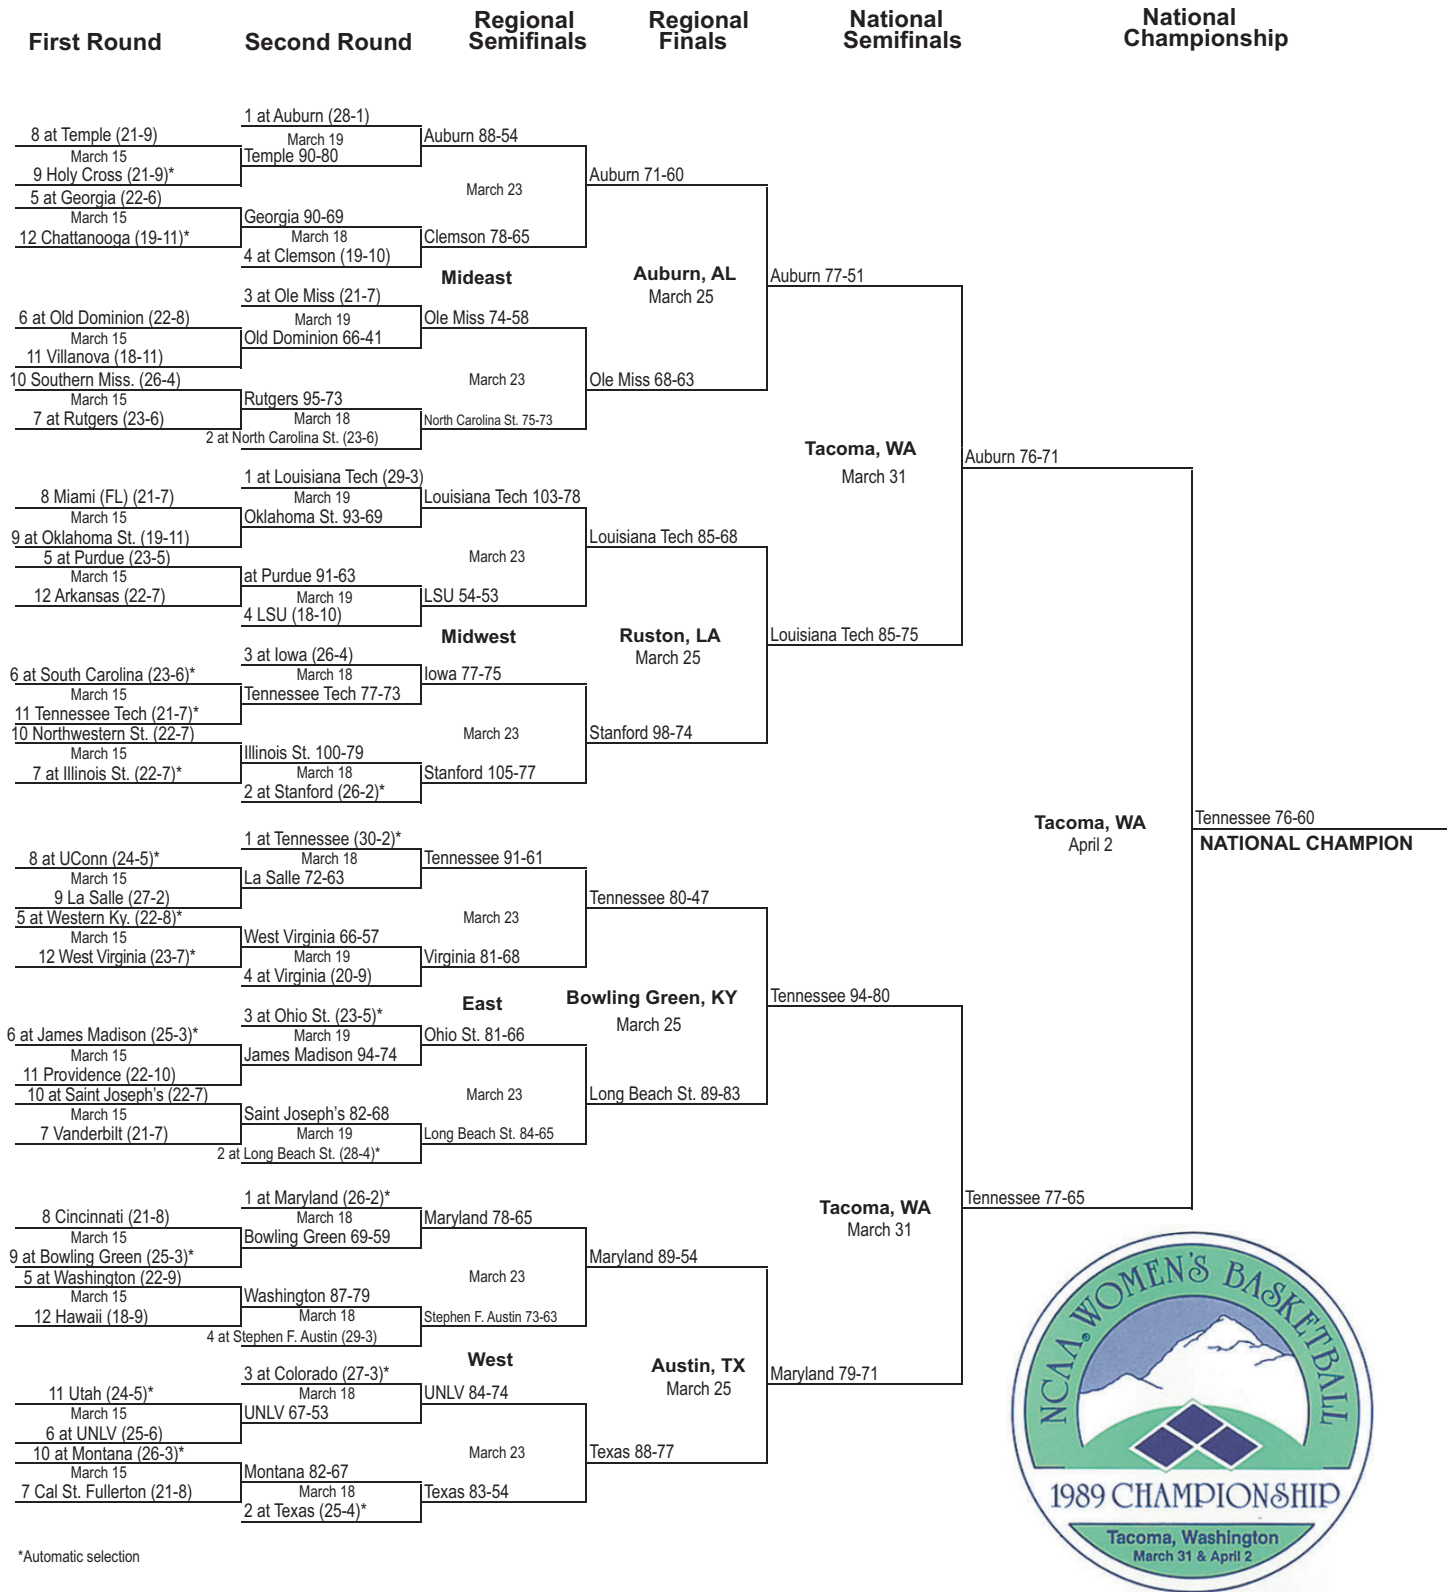 First Round
Second Round
Regional
Semifinals
Regional
Finals
National
Semifinals
National
Championship
1 at Auburn (28-1)
8 at Temple (21-9)
March 19
Auburn 88-54
March 15
Temple 90-80
9 Holy Cross (21-9)*
March 23
Auburn 71-60
5 at Georgia (22-6)
March 15
Georgia 90-69
12 Chattanooga (19-11)*
March 18
Clemson 78-65
4 at Clemson (19-10)
Mideast
Auburn, AL
March 25
Auburn 77-51
3 at Ole Miss (21-7)
6 at Old Dominion (22-8)
March 19
Ole Miss 74-58
March 15
Old Dominion 66-41
11 Villanova (18-11)
10 Southern Miss. (26-4)
March 23
Ole Miss 68-63
March 15
Rutgers 95-73
7 at Rutgers (23-6)
March 18
North Carolina St. 75-73
2 at North Carolina St. (23-6)
Tacoma, WA
March 31
Auburn 76-71
1 at Louisiana Tech (29-3)
8 Miami (FL) (21-7)
March 19
Louisiana Tech 103-78
March 15
Oklahoma St. 93-69
9 at Oklahoma St. (19-11)
March 23
Louisiana Tech 85-68
5 at Purdue (23-5)
March 15
at Purdue 91-63
12 Arkansas (22-7)
March 19
LSU 54-53
4 LSU (18-10)
Midwest
Ruston, LA
March 25
Louisiana Tech 85-75
3 at Iowa (26-4)
6 at South Carolina (23-6)*
March 18
Iowa 77-75
March 15
Tennessee Tech 77-73
11 Tennessee Tech (21-7)*
10 Northwestern St. (22-7)
March 23
Stanford 98-74
March 15
Illinois St. 100-79
7 at Illinois St. (22-7)*
March 18
Stanford 105-77
2 at Stanford (26-2)*
Tacoma, WA
April 2
Tennessee 76-60
NATIONAL CHAMPION
1 at Tennessee (30-2)*
8 at UConn (24-5)*
March 18
Tennessee 91-61
March 15
La Salle 72-63
9 La Salle (27-2)
March 23
Tennessee 80-47
5 at Western Ky. (22-8)*
March 15
West Virginia 66-57
12 West Virginia (23-7)*
March 19
Virginia 81-68
4 at Virginia (20-9)
East
Bowling Green, KY
March 25
Tennessee 94-80
3 at Ohio St. (23-5)*
6 at James Madison (25-3)*
March 19
Ohio St. 81-66
March 15
James Madison 94-74
11 Providence (22-10)
10 at Saint Joseph's (22-7)
March 23
Long Beach St. 89-83
March 15
Saint Joseph's 82-68
7 Vanderbilt (21-7)
March 19
Long Beach St. 84-65
2 at Long Beach St. (28-4)*
Tacoma, WA
March 31
Tennessee 77-65
1 at Maryland (26-2)*
8 Cincinnati (21-8)
March 18
Maryland 78-65
March 15
Bowling Green 69-59
9 at Bowling Green (25-3)*
March 23
Maryland 89-54
5 at Washington (22-9)
March 15
Washington 87-79
12 Hawaii (18-9)
March 18
Stephen F. Austin 73-63
4 at Stephen F. Austin (29-3)
West
Austin, TX
March 25
Maryland 79-71
3 at Colorado (27-3)*
11 Utah (24-5)*
March 18
UNLV 84-74
March 15
UNLV 67-53
6 at UNLV (25-6)
10 at Montana (26-3)*
March 23
Texas 88-77
March 15
Montana 82-67
7 Cal St. Fullerton (21-8)
March 18
Texas 83-54
2 at Texas (25-4)*
NCAA® WOMEN'S BASKETBALL
1989 CHAMPIONSHIP
Tacoma, Washington
March 31 & April 2
*Automatic selection